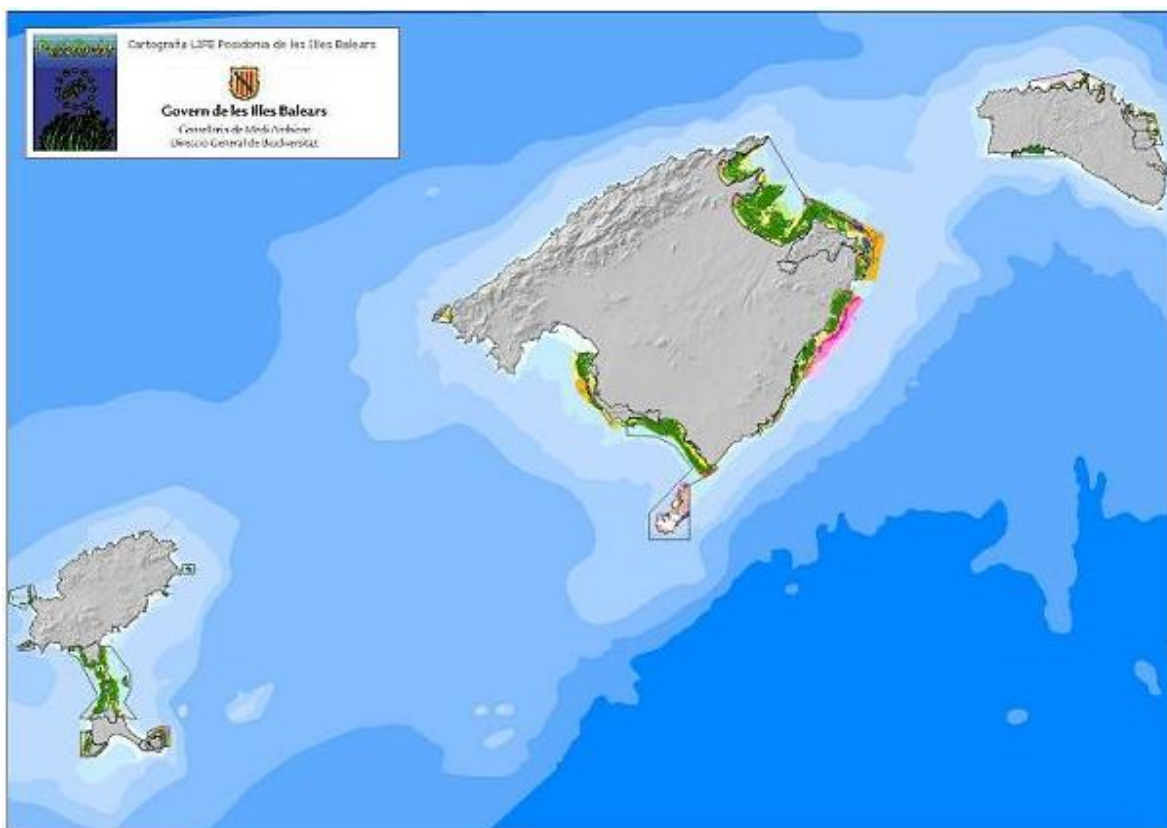 Cartografia LIFE Posidonia de les Illes Balears
Govern de les Illes Balears
Conselleria de Medi Ambient
Direcció General de Biodiversitat